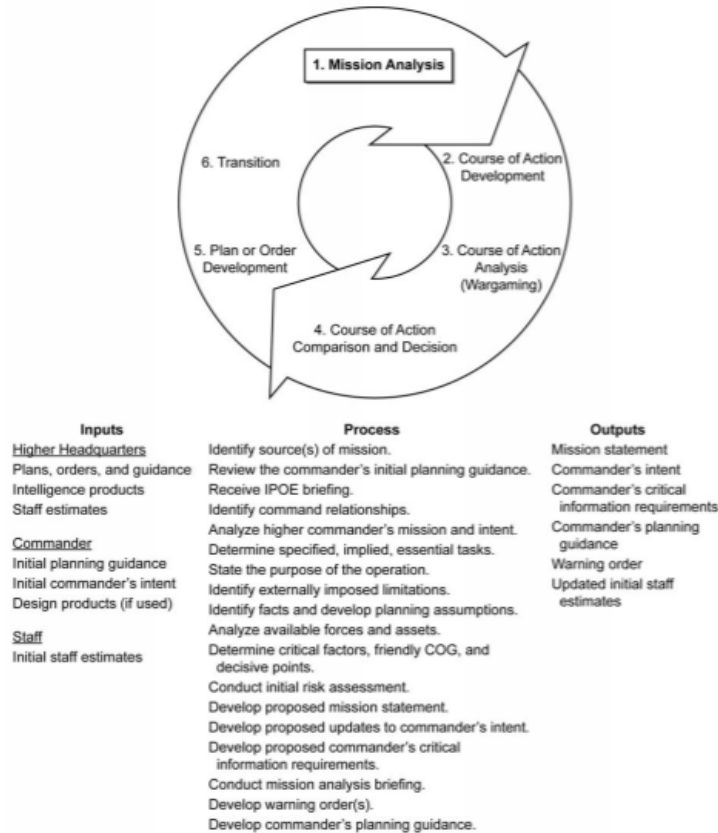 1. Mission Analysis
2. Course of Action
Development
3. Course of Action
Analysis
(Wargaming)
4. Course of Action
Comparison and Decision
5. Plan or Order
Development
6. Transition
Inputs
Higher Headquarters
Plans, orders, and guidance
Intelligence products
Staff estimates
Commander
Initial planning guidance
Initial commander's intent
Design products (if used)
Staff
Initial staff estimates
Process
Identify source(s) of mission.
Review the commander's initial planning guidance.
Receive IPOE briefing.
Identify command relationships.
Analyze higher commander's mission and intent.
Determine specified, implied, essential tasks.
State the purpose of the operation.
Identify externally imposed limitations.
Identify facts and develop planning assumptions.
Analyze available forces and assets.
Determine critical factors, friendly COG, and
decisive points.
Conduct initial risk assessment.
Develop proposed mission statement.
Develop proposed updates to commander's intent.
Develop proposed commander's critical
information requirements.
Conduct mission analysis briefing.
Develop warning order(s).
Develop commander's planning guidance.
Outputs
Mission statement
Commander's intent
Commander's critical
information requirements
Commander's planning
guidance
Warning order
Updated initial staff
estimates